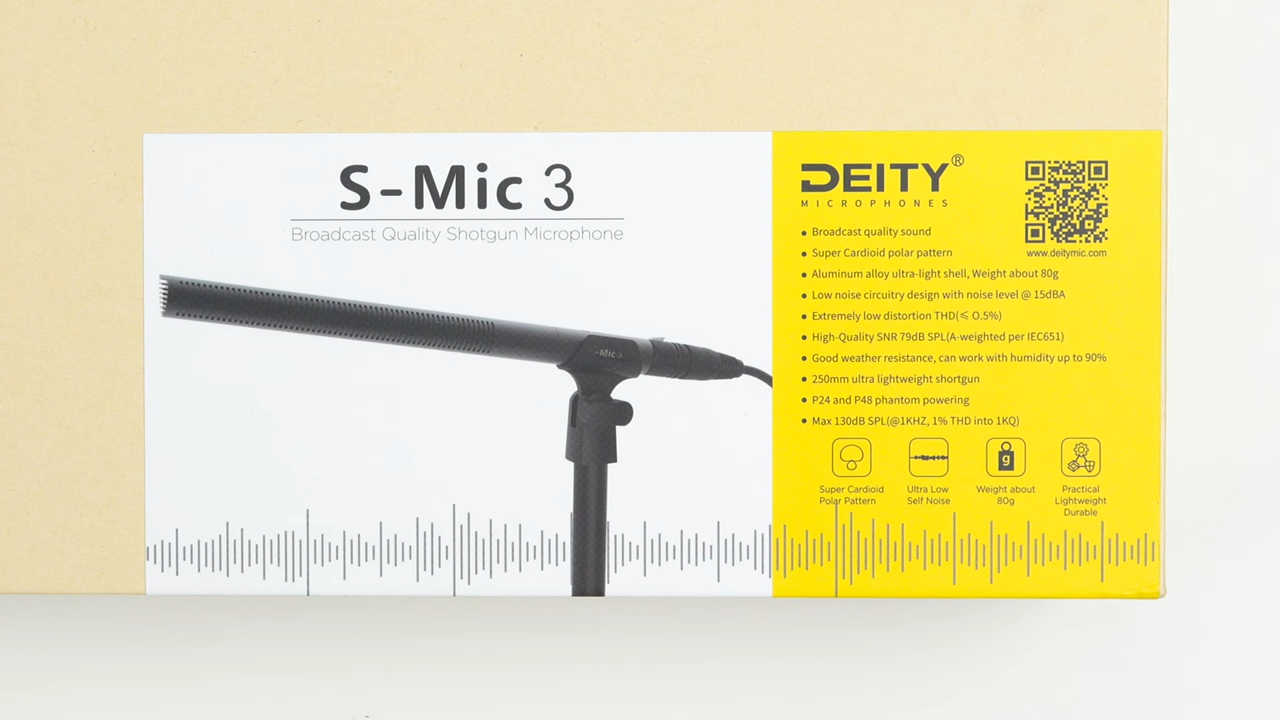 S-Mic 3
Broadcast Quality Shotgun Microphone
S-Mic 3
DEITY®
MICROPHONES
www.deitymic.com
● Broadcast quality sound
● Super Cardioid polar pattern
● Aluminum alloy ultra-light shell, Weight about 80g
● Low noise circuitry design with noise level @ 15dBA
● Extremely low distortion THD(≤ 0.5%)
● High-Quality SNR 79dB SPL(A-weighted per IEC651)
● Good weather resistance, can work with humidity up to 90%
● 250mm ultra lightweight shortgun
● P24 and P48 phantom powering
● Max 130dB SPL(@1KHZ, 1% THD into 1KQ)
g
Super Cardioid
Polar Pattern
Ultra Low
Self Noise
Weight about
80g
Practical
Lightweight
Durable